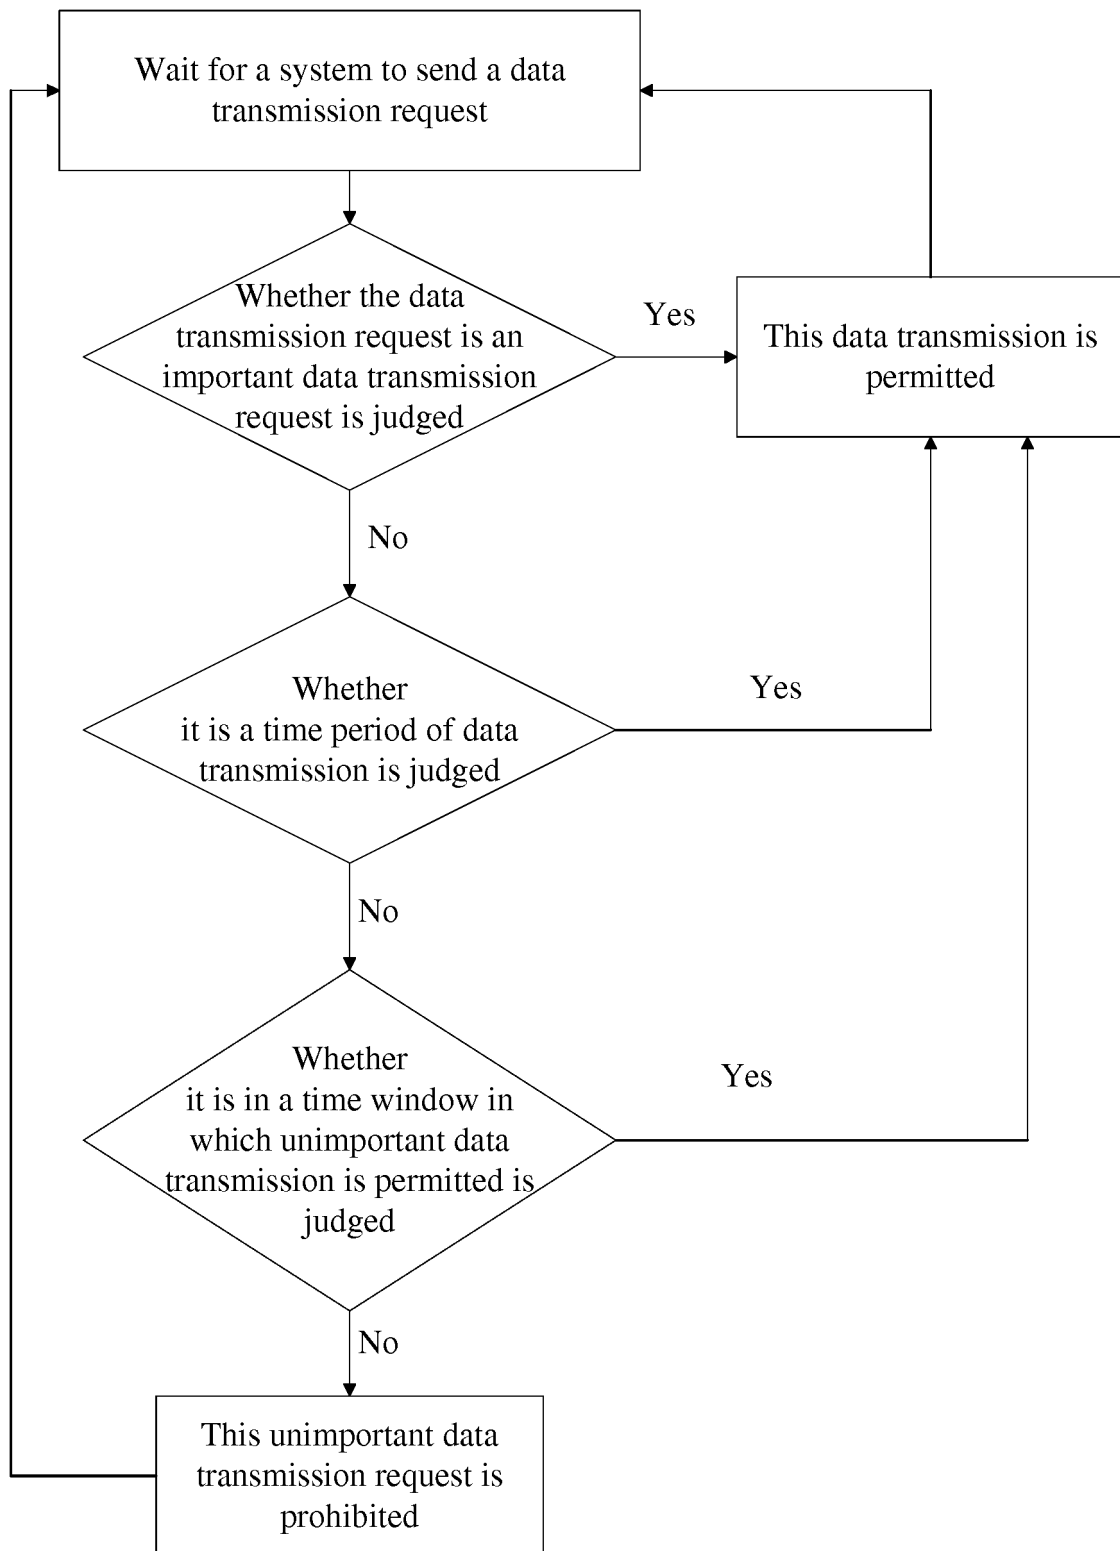 Wait for a system to send a data
transmission request
Whether the data
transmission request is an
important data transmission
request is judged
Yes
This data transmission is
permitted
No
Whether
it is a time period of data
transmission is judged
Yes
No
Whether
it is in a time window in
which unimportant data
transmission is permitted is
judged
Yes
No
This unimportant data
transmission request is
prohibited